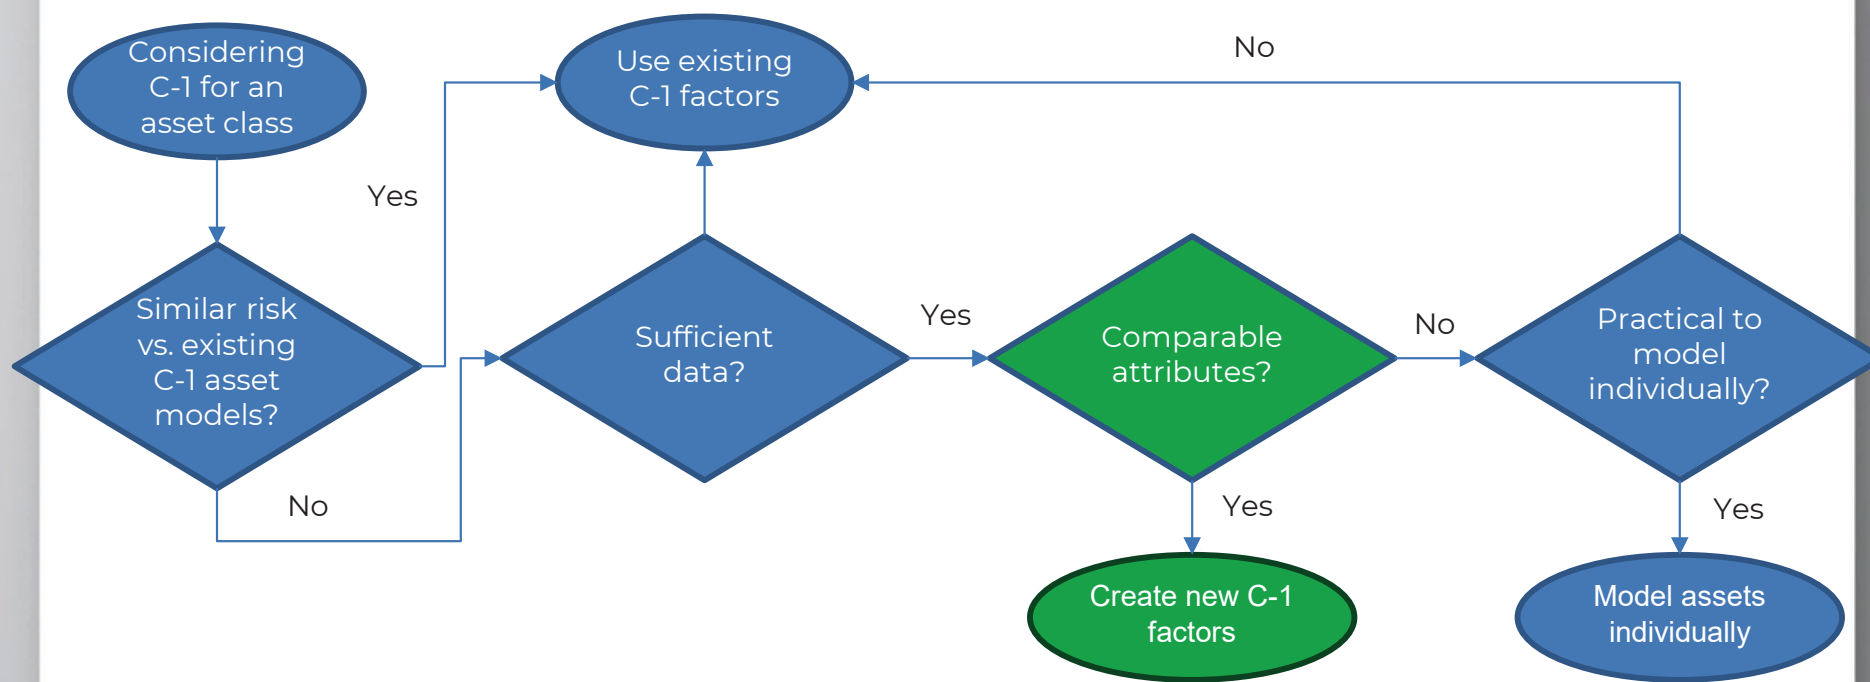 Considering
C-1 for an
asset class
Use existing
C-1 factors
No
Yes
Similar risk
vs. existing
C-1 asset
models?
Sufficient
data?
Yes
Comparable
attributes?
No
Practical to
model
individually?
No
Yes
Yes
Create new C-1
factors
Model assets
individually